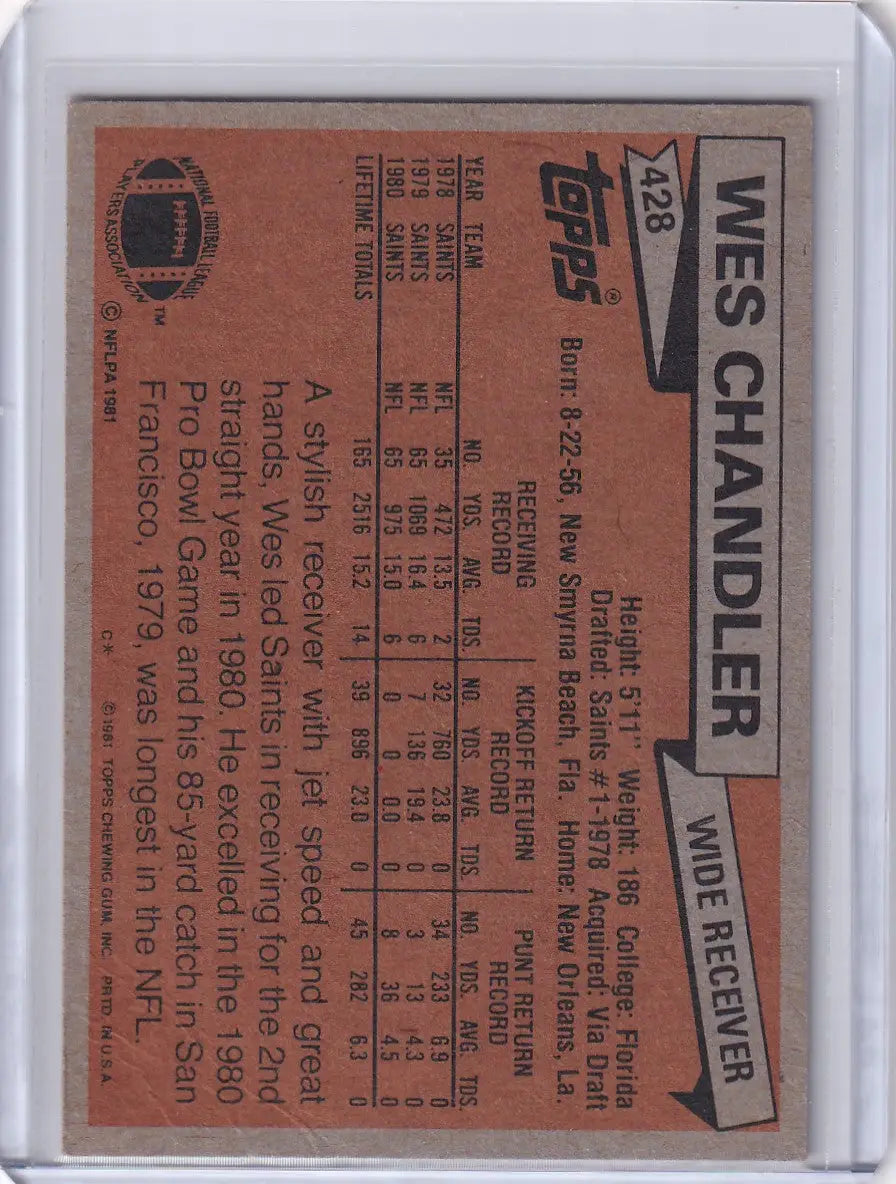 428
WES CHANDLER
WIDE RECEIVER
topps®
Height: 5'11" Weight: 186 College: Florida
Drafted: Saints #1-1978 Acquired: Via Draft
Born: 8-22-56, New Smyrna Beach, Fla. Home: New Orleans, La.
RECEIVING RECORD KICKOFF RETURN RECORD PUNT RETURN RECORD
YEAR TEAM NO. YDS. AVG. TDS. NO. YDS. AVG. TDS. NO. YDS. AVG. TDS.
1978 SAINTS NFL 35 472 13.5 2 32 760 23.8 0 34 233 6.9 0
1979 SAINTS NFL 65 1069 16.4 6 7 136 19.4 0 3 13 4.3 0
1980 SAINTS NFL 65 975 15.0 6 0 0 0.0 0 8 36 4.5 0
LIFETIME TOTALS 165 2516 15.2 14 39 896 23.0 0 45 282 6.3 0
A stylish receiver with jet speed and great
hands, Wes led Saints in receiving for the 2nd
straight year in 1980. He excelled in the 1980
Pro Bowl Game and his 85-yard catch in San
Francisco, 1979, was longest in the NFL.
NATIONAL FOOTBALL LEAGUE
PLAYERS ASSOCIATION
TM
© NFLPA 1981
C* ©1981 TOPPS CHEWING GUM, INC. PRTD. IN U.S.A.